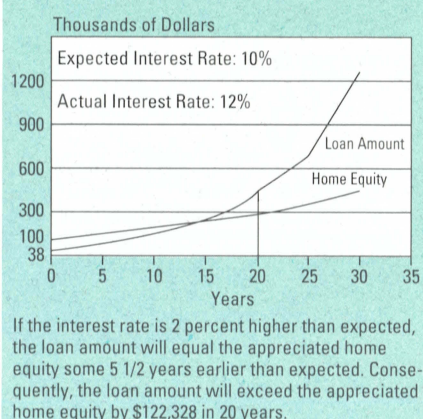 Thousands of Dollars
Expected Interest Rate: 10%
1200
Actual Interest Rate: 12%
900
Loan Amount
600
Home Equity
300
100
38
0 5 10 15 20 25 30 35
Years
If the interest rate is 2 percent higher than expected,
the loan amount will equal the appreciated home
equity some 5 1/2 years earlier than expected. Conse-
quently, the loan amount will exceed the appreciated
home equity by $122,328 in 20 years.